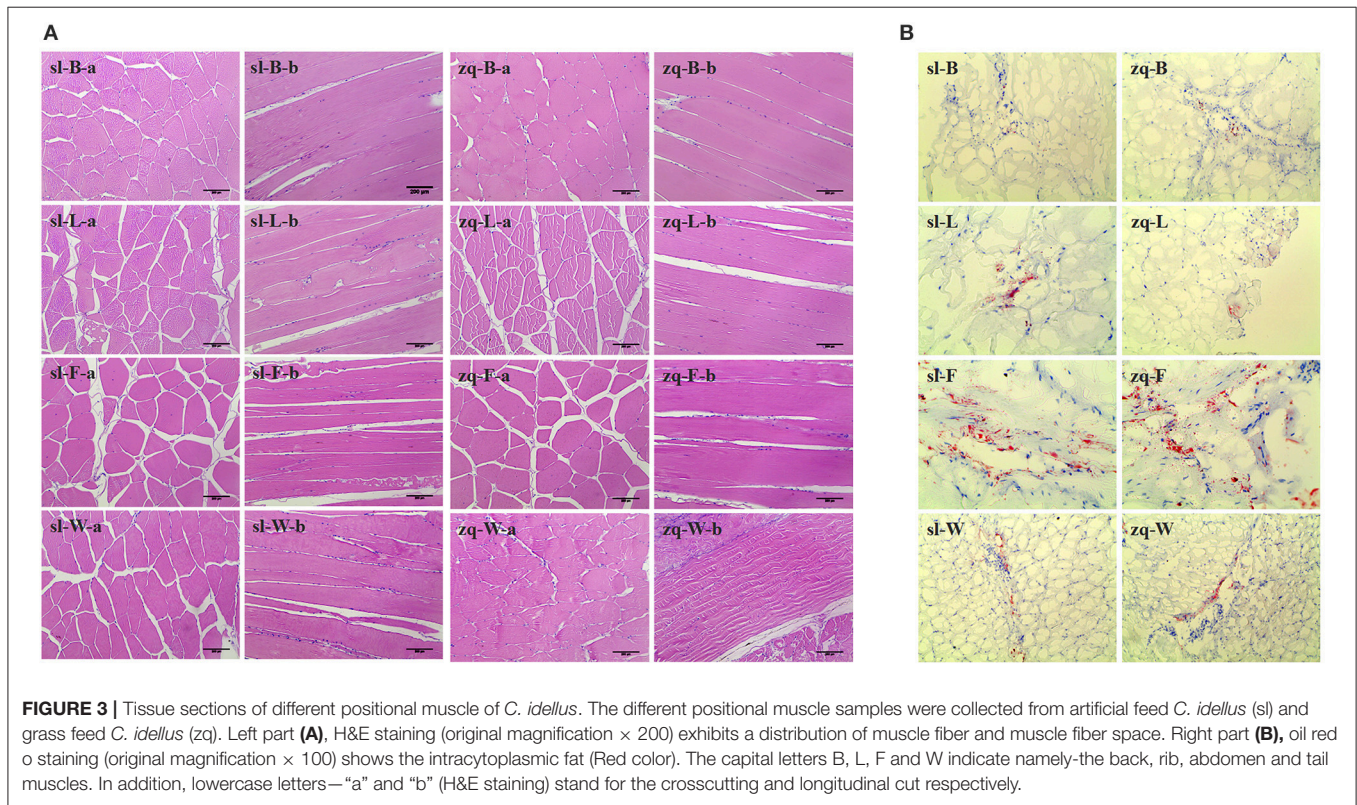 A
B
sl-B-a
sl-B-b
zq-B-a
zq-B-b
sl-B
zq-B
200 μm
sl-L-a
sl-L-b
zq-L-a
zq-L-b
sl-L
zq-L
sl-F-a
sl-F-b
zq-F-a
zq-F-b
sl-F
zq-F
sl-W-a
sl-W-b
zq-W-a
zq-W-b
sl-W
zq-W
FIGURE 3 | Tissue sections of different positional muscle of C. idellus. The different positional muscle samples were collected from artificial feed C. idellus (sl) and
grass feed C. idellus (zq). Left part (A), H&E staining (original magnification × 200) exhibits a distribution of muscle fiber and muscle fiber space. Right part (B), oil red
o staining (original magnification × 100) shows the intracytoplasmic fat (Red color). The capital letters B, L, F and W indicate namely-the back, rib, abdomen and tail
muscles. In addition, lowercase letters—“a” and “b” (H&E staining) stand for the crosscutting and longitudinal cut respectively.